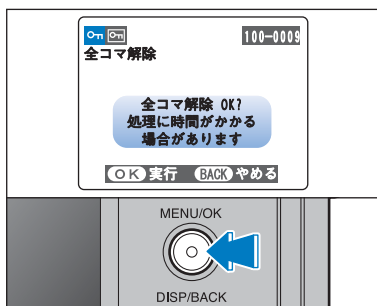 100-0009
全コマ解除
全コマ解除 OK?
処理に時間がかかる
場合があります
OK 実行 BACK やめる
MENU/OK
DISP/BACK